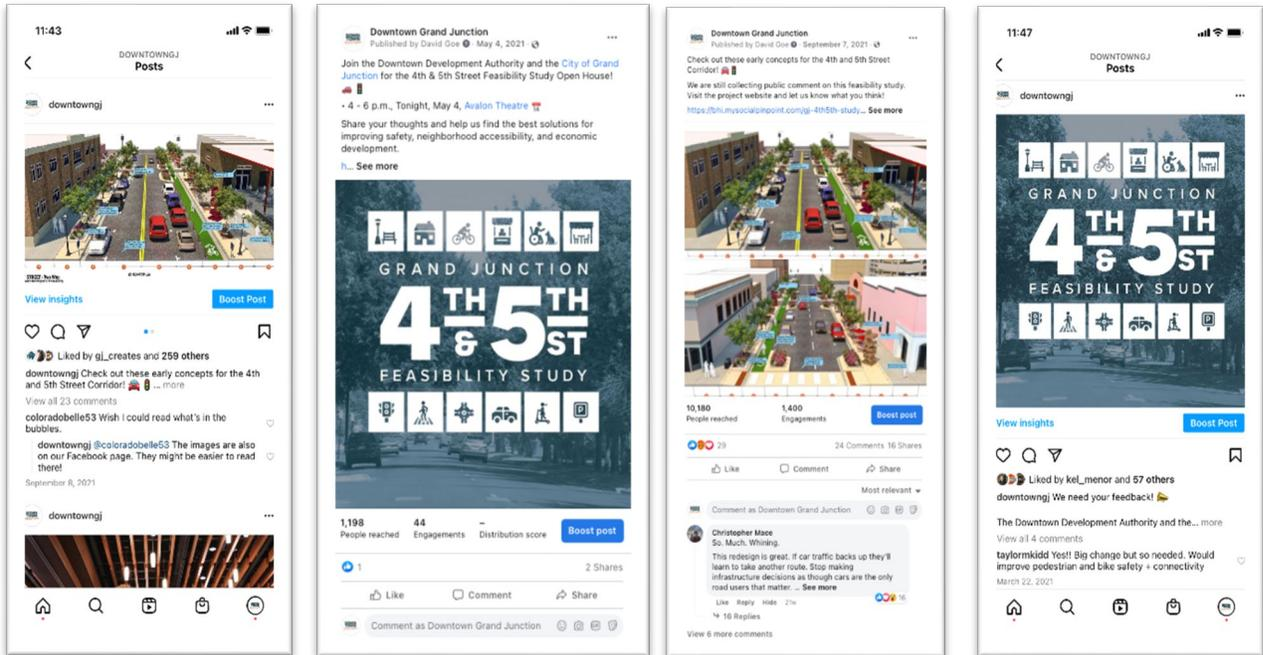 11:43
DOWNTOWNGJ
Posts
downtowngj
View insights
Boost Post
Liked by gj_creates and 259 others
downtowngj Check out these early concepts for the 4th
and 5th Street Corridor! ... more
View all 23 comments
coloradobelle53 Wish I could read what's in the
bubbles.
downtowngj @coloradobelle53 The images are also
on our Facebook page. They might be easier to read
there!
September 8, 2021
downtowngj
Downtown Grand Junction
Published by David Goe · May 4, 2021 ·
Join the Downtown Development Authority and the City of Grand
Junction for the 4th & 5th Street Feasibility Study Open House!
• 4 - 6 p.m., Tonight, May 4, Avalon Theatre
Share your thoughts and help us find the best solutions for
improving safety, neighborhood accessibility, and economic
development.
h... See more
GRAND JUNCTION
4TH & 5TH ST
FEASIBILITY STUDY
1,198
People reached
44
Engagements
–
Distribution score
Boost post
1
2 Shares
Like
Comment
Share
Comment as Downtown Grand Junction
Downtown Grand Junction
Published by David Goe · September 7, 2021 ·
Check out these early concepts for the 4th and 5th Street
Corridor!
We are still collecting public comment on this feasibility study.
Visit the project website and let us know what you think!
https://bhi.mysocialpinpoint.com/gj-4th5th-study... See more
10,180
People reached
1,400
Engagements
Boost post
29
24 Comments 16 Shares
Like
Comment
Share
Most relevant
Comment as Downtown Grand Junction
Christopher Mace
So. Much. Whining.
This redesign is great. If car traffic backs up they'll
learn to take another route. Stop making
infrastructure decisions as though cars are the only
road users that matter. ... See more
Like Reply Hide 21w
16
16 Replies
View 6 more comments
11:47
DOWNTOWNGJ
Posts
downtowngj
GRAND JUNCTION
4TH & 5TH ST
FEASIBILITY STUDY
View insights
Boost Post
Liked by kel_menor and 57 others
downtowngj We need your feedback!
The Downtown Development Authority and the... more
View all 4 comments
taylormkidd Yes!! Big change but so needed. Would
improve pedestrian and bike safety + connectivity
March 22, 2021